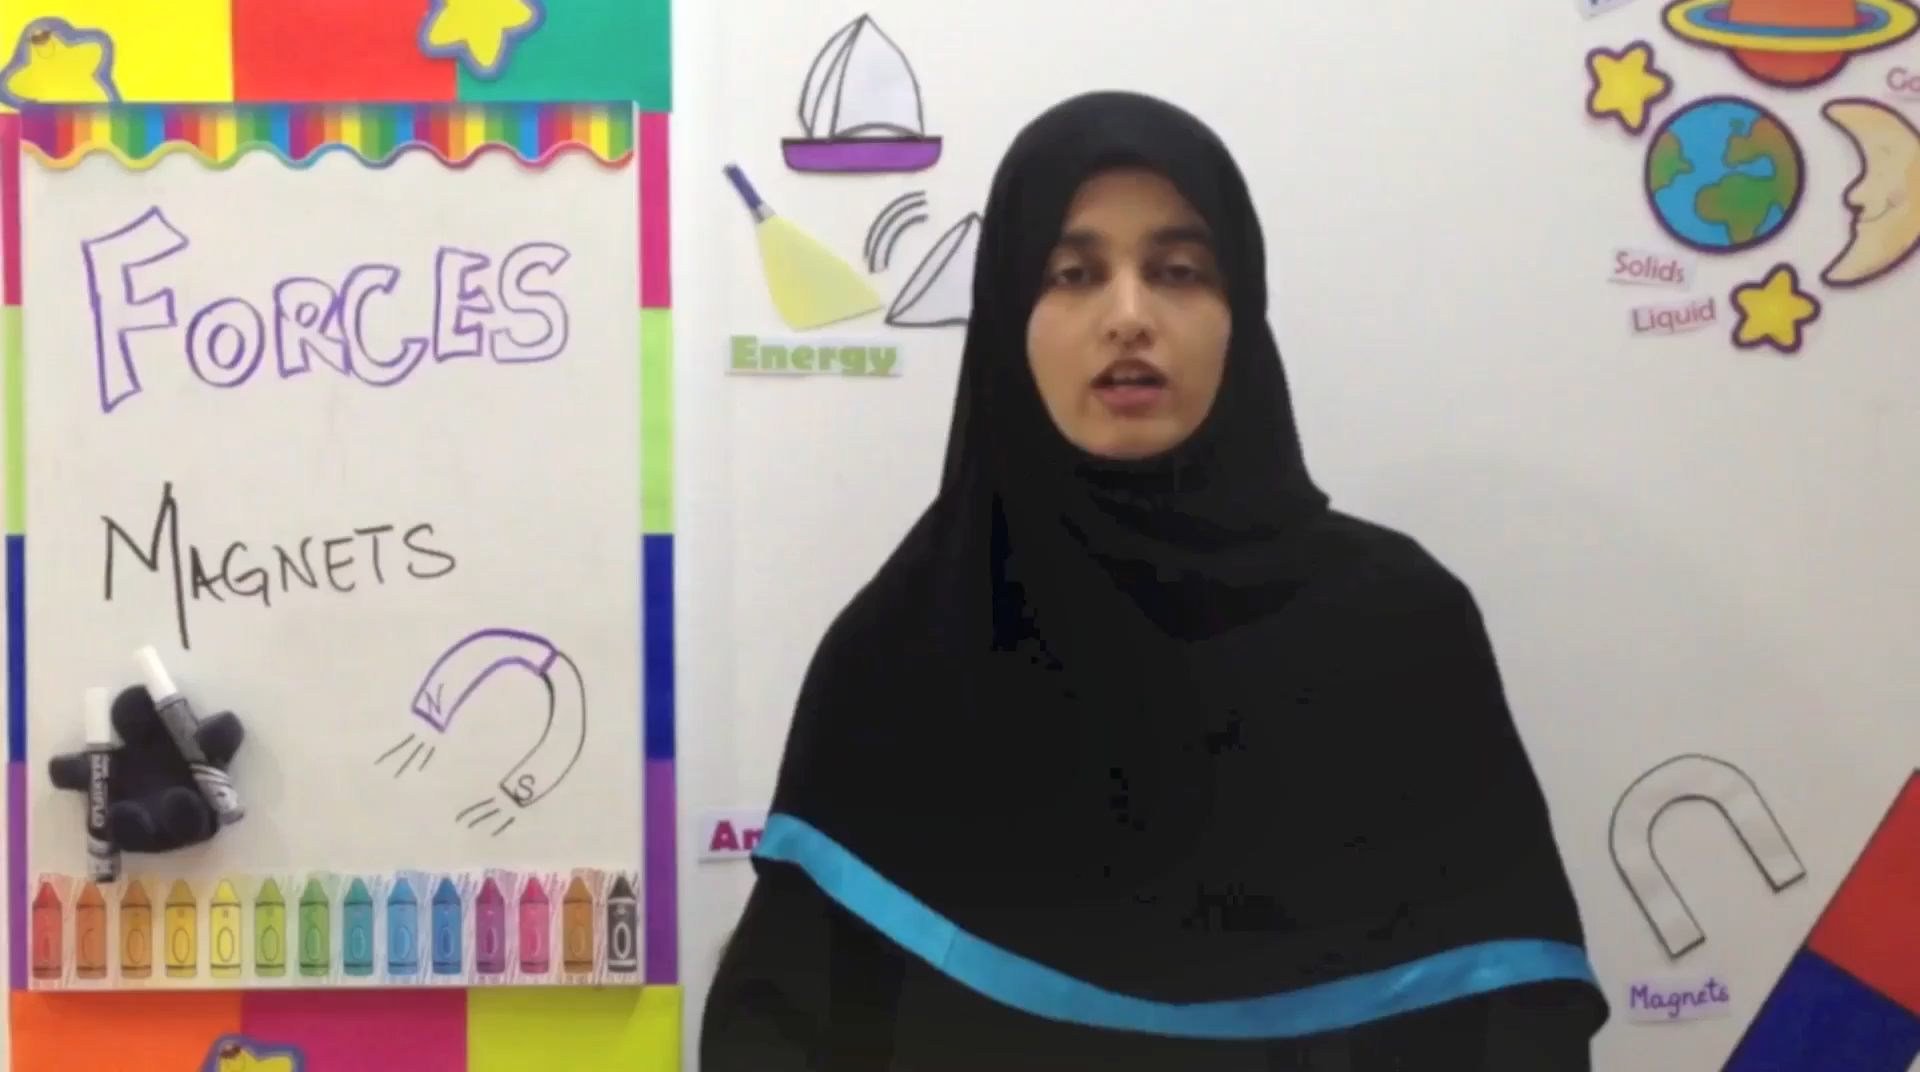 FORCES
MAGNETS
N
S
Energy
Solids
Liquid
Magnets